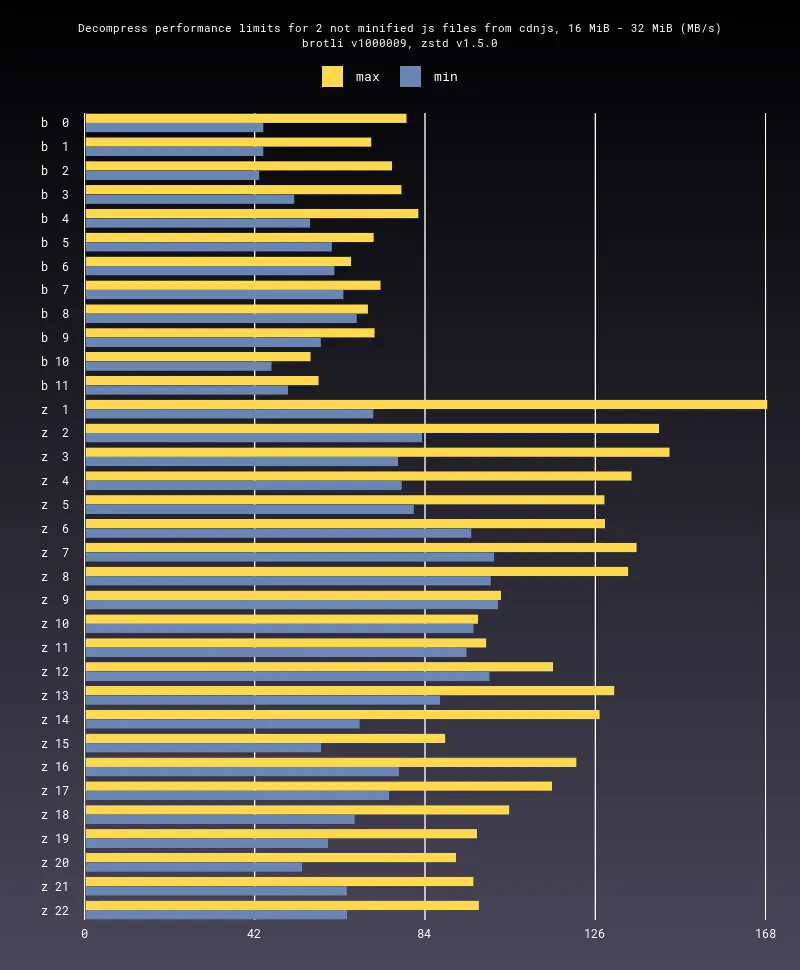 Decompress performance limits for 2 not minified js files from cdnjs, 16 MiB - 32 MiB (MB/s)
brotli v1000009, zstd v1.5.0
max min
b 0
b 1
b 2
b 3
b 4
b 5
b 6
b 7
b 8
b 9
b 10
b 11
z 1
z 2
z 3
z 4
z 5
z 6
z 7
z 8
z 9
z 10
z 11
z 12
z 13
z 14
z 15
z 16
z 17
z 18
z 19
z 20
z 21
z 22
0 42 84 126 168